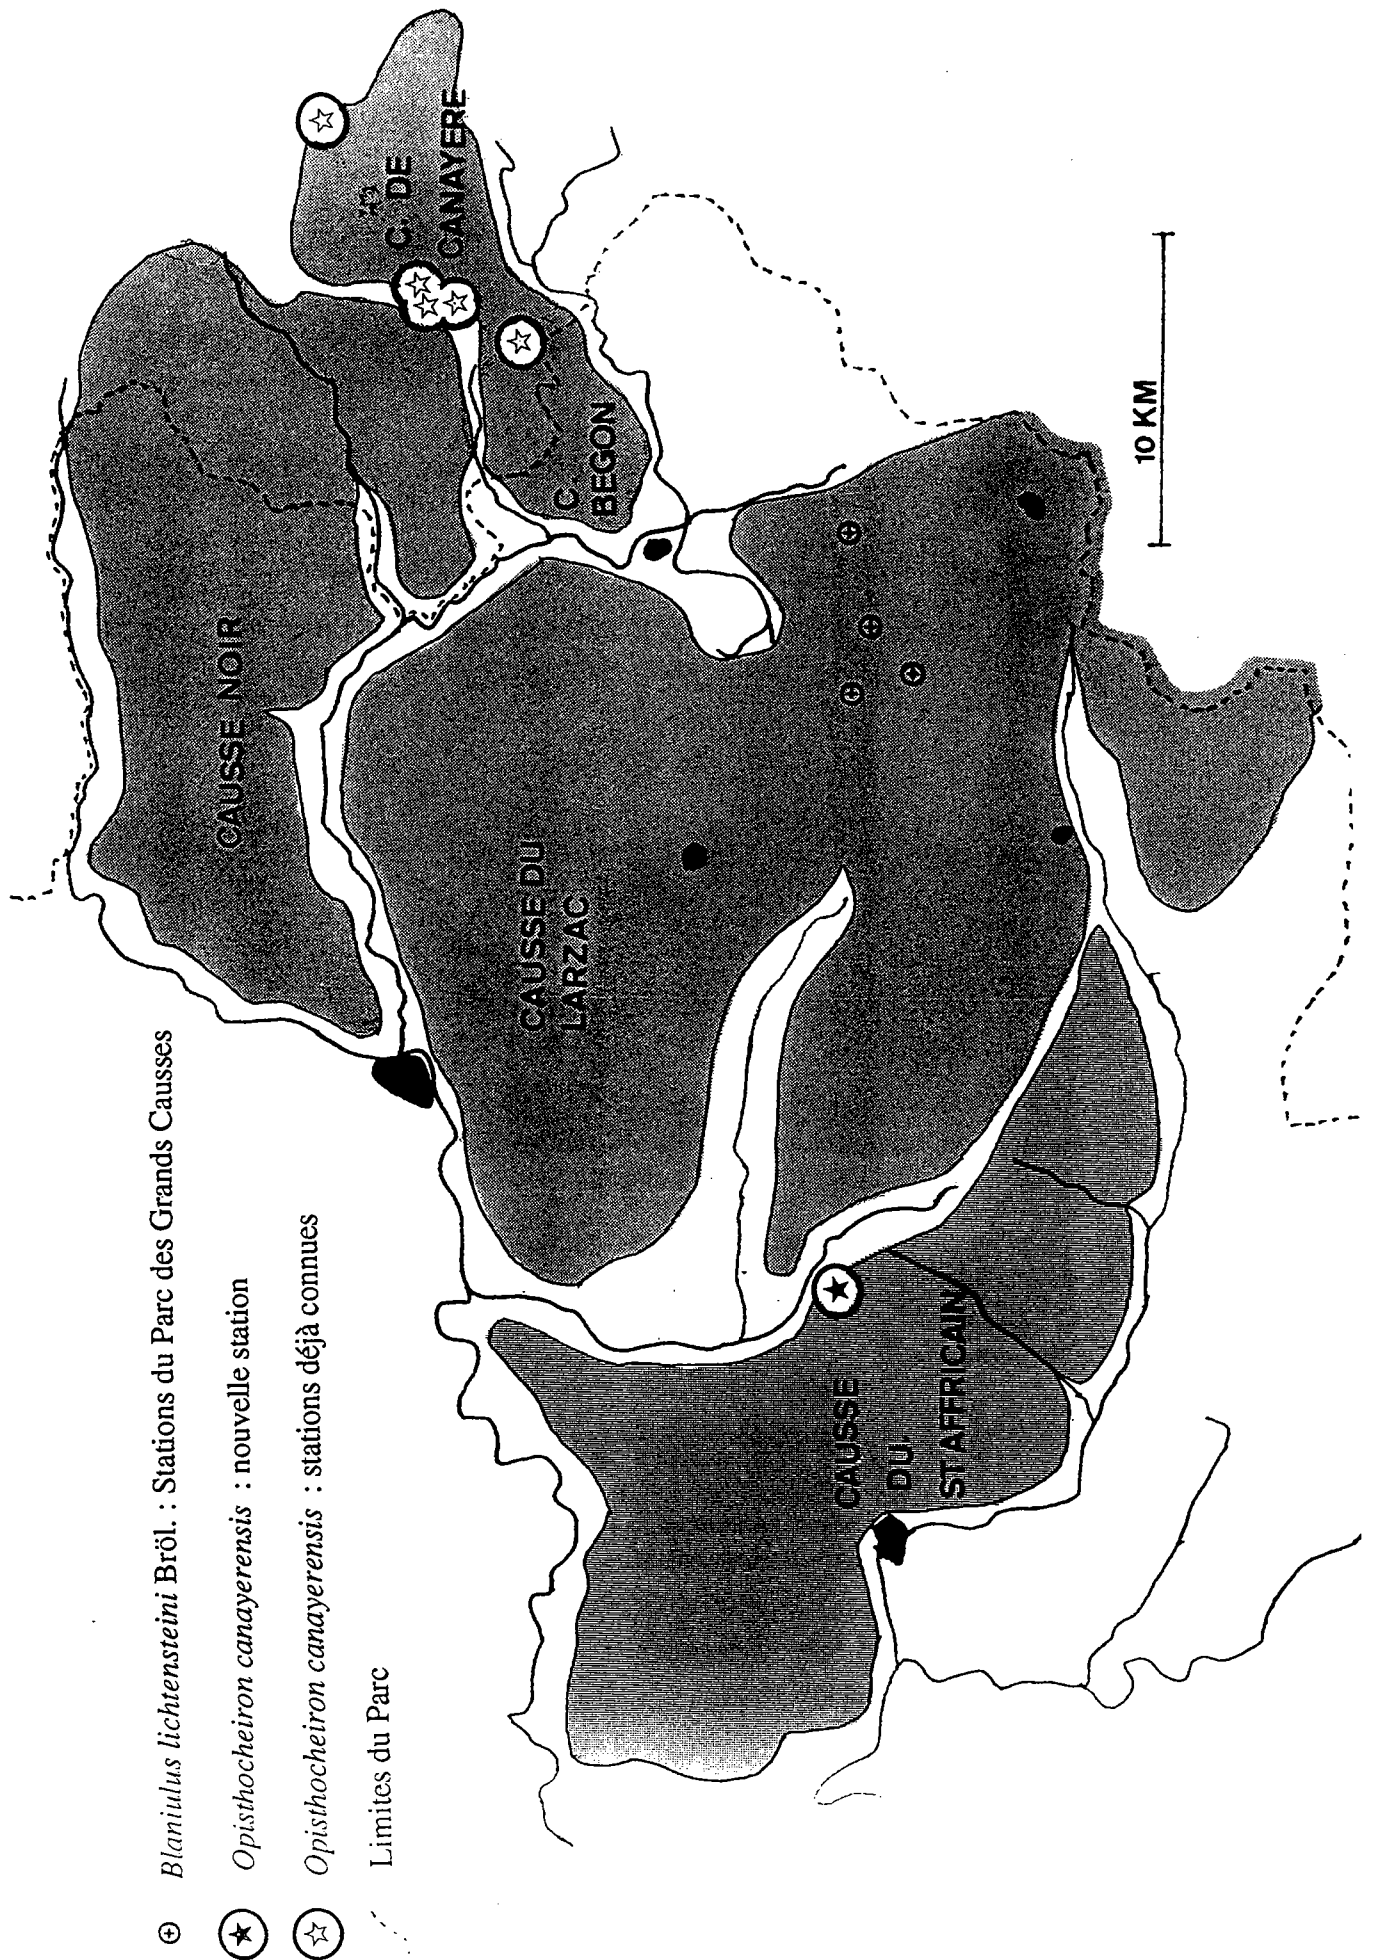 Blaniulus lichtensteini Bröl. : Stations du Parc des Grands Causses
Opisthocheiron canayerensis : nouvelle station
Opisthocheiron canayerensis : stations déjà connues
Limites du Parc
CAUSSE NOIR
C. DE
CANAYERE
C.
BEGON
CAUSSE DU
LARZAC
CAUSSE
DU.
ST AFFRICAIN
10 KM